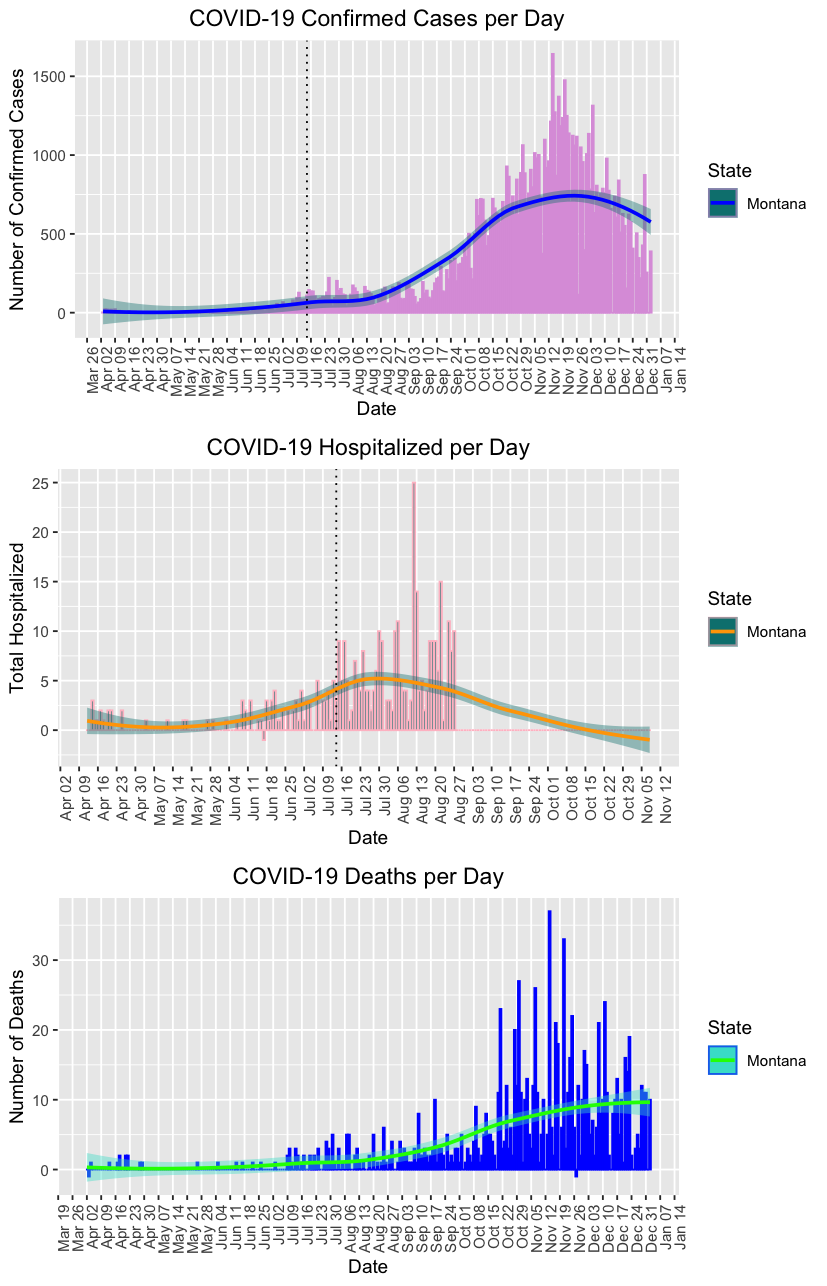 COVID-19 Confirmed Cases per Day
Number of Confirmed Cases
1500
1000
500
0
Mar 26 Apr 02 Apr 09 Apr 16 Apr 23 Apr 30 May 07 May 14 May 21 May 28 Jun 04 Jun 11 Jun 18 Jun 25 Jul 02 Jul 09 Jul 16 Jul 23 Jul 30 Aug 06 Aug 13 Aug 20 Aug 27 Sep 03 Sep 10 Sep 17 Sep 24 Oct 01 Oct 08 Oct 15 Oct 22 Oct 29 Nov 05 Nov 12 Nov 19 Nov 26 Dec 03 Dec 10 Dec 17 Dec 24 Dec 31 Jan 07 Jan 14
Date
State
Montana
COVID-19 Hospitalized per Day
Total Hospitalized
25
20
15
10
5
0
Apr 02 Apr 09 Apr 16 Apr 23 Apr 30 May 07 May 14 May 21 May 28 Jun 04 Jun 11 Jun 18 Jun 25 Jul 02 Jul 09 Jul 16 Jul 23 Jul 30 Aug 06 Aug 13 Aug 20 Aug 27 Sep 03 Sep 10 Sep 17 Sep 24 Oct 01 Oct 08 Oct 15 Oct 22 Oct 29 Nov 05 Nov 12
Date
State
Montana
COVID-19 Deaths per Day
Number of Deaths
30
20
10
0
Mar 19 Mar 26 Apr 02 Apr 09 Apr 16 Apr 23 Apr 30 May 07 May 14 May 21 May 28 Jun 04 Jun 11 Jun 18 Jun 25 Jul 02 Jul 09 Jul 16 Jul 23 Jul 30 Aug 06 Aug 13 Aug 20 Aug 27 Sep 03 Sep 10 Sep 17 Sep 24 Oct 01 Oct 08 Oct 15 Oct 22 Oct 29 Nov 05 Nov 12 Nov 19 Nov 26 Dec 03 Dec 10 Dec 17 Dec 24 Dec 31 Jan 07 Jan 14
Date
State
Montana